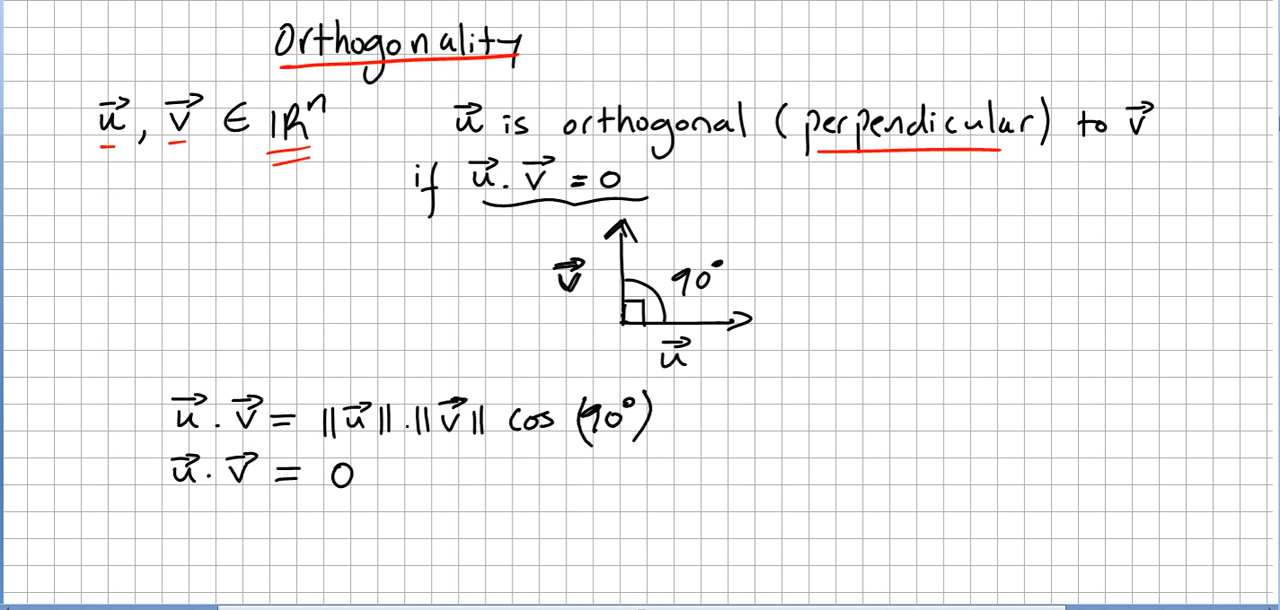 Orthogonality
u⃗, v⃗ ∈ ℝⁿ u⃗ is orthogonal (perpendicular) to v⃗
if u⃗ . v⃗ = 0
v⃗ 90°
u⃗
u⃗ . v⃗ = ||u⃗|| . ||v⃗|| cos (90°)
u⃗ . v⃗ = 0